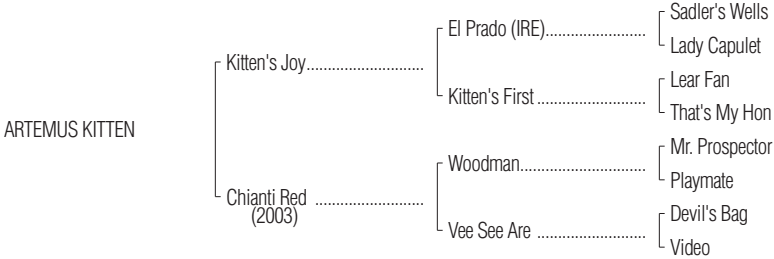 Sadler's Wells
El Prado (IRE)........................
Lady Capulet
Kitten's Joy............................
Lear Fan
Kitten's First ..........................
That's My Hon
ARTEMUS KITTEN
Mr. Prospector
Woodman..............................
Playmate
Chianti Red ..........................
(2003)
Devil's Bag
Vee See Are ..........................
Video